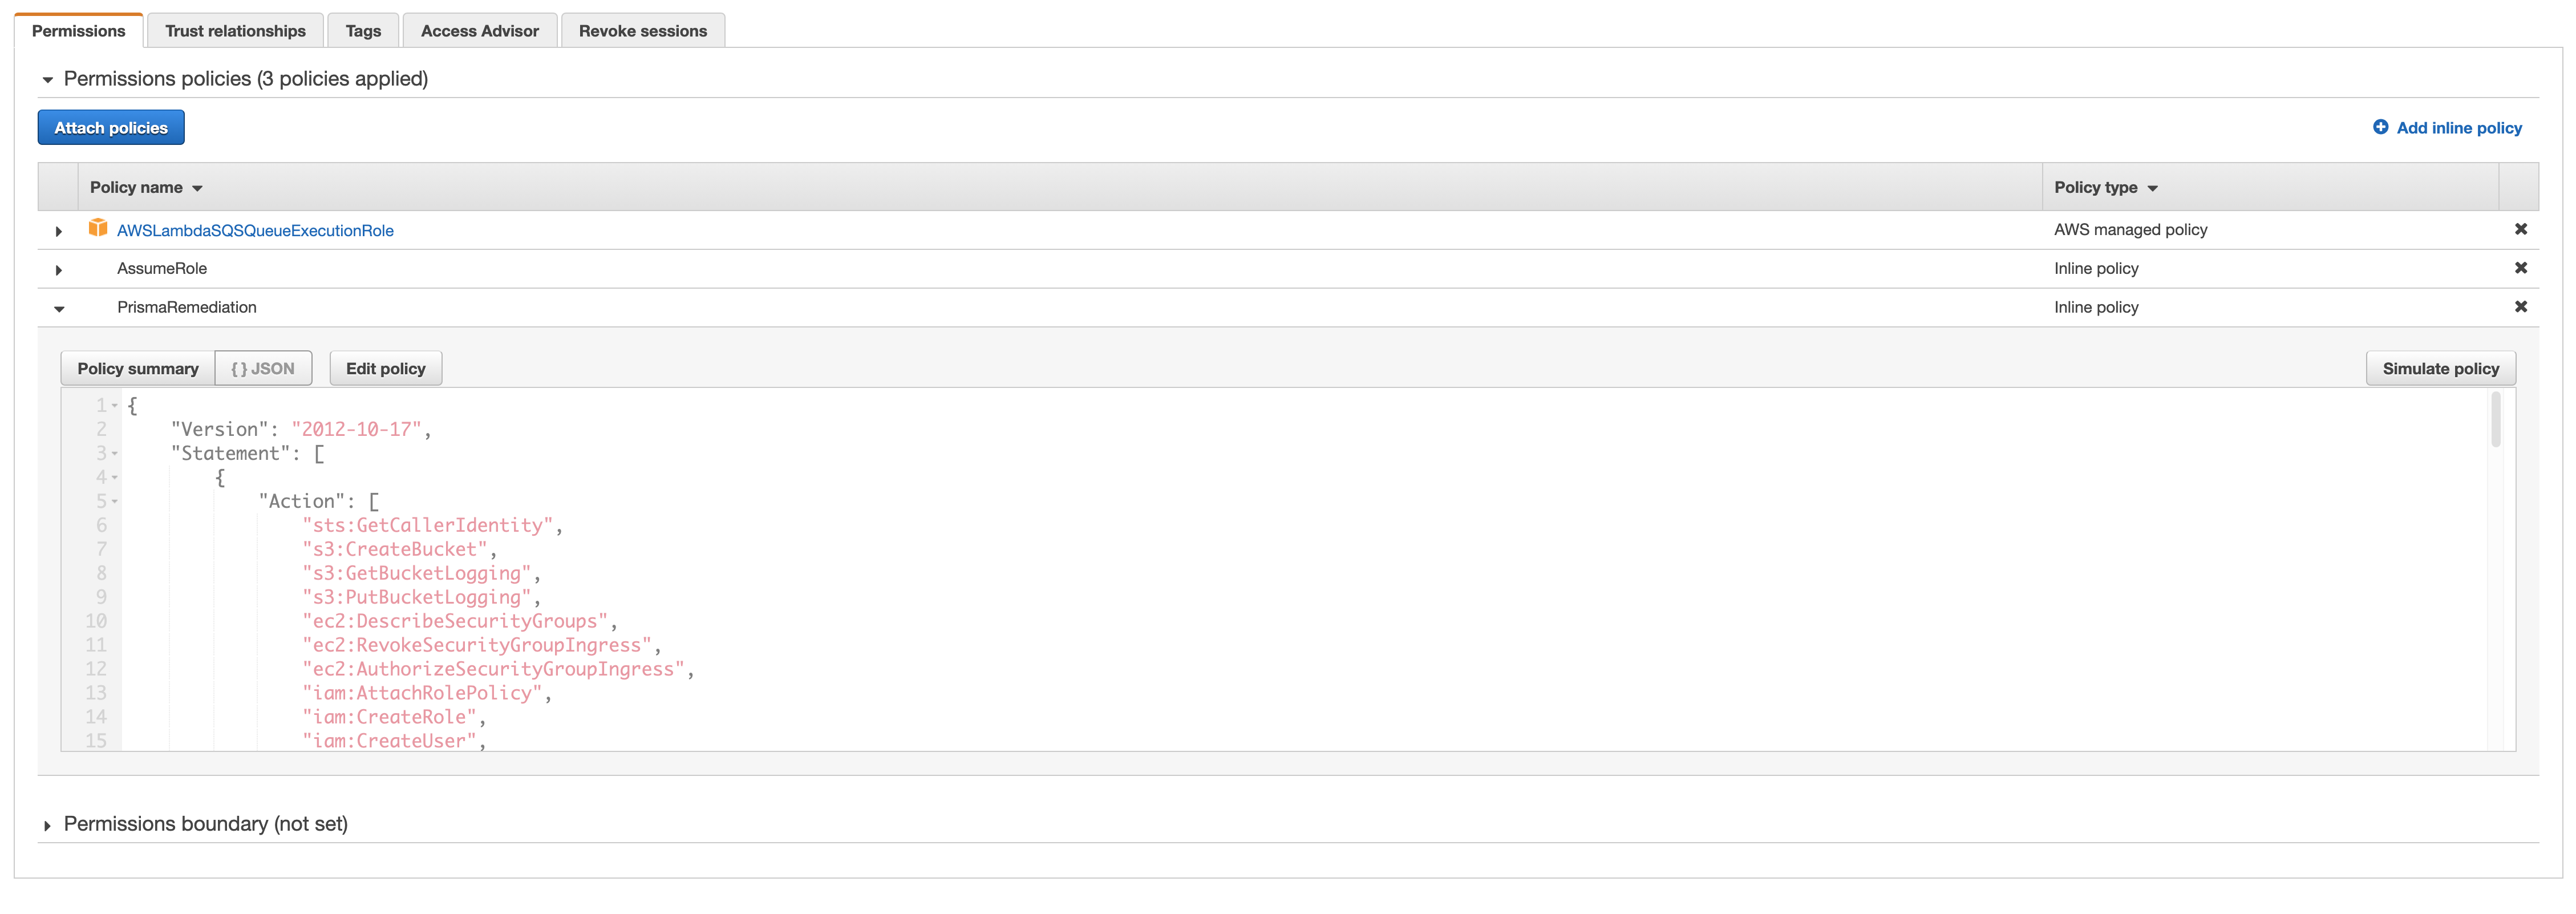 Permissions Trust relationships Tags Access Advisor Revoke sessions
Permissions policies (3 policies applied)
Attach policies Add inline policy
Policy name Policy type
AWSLambdaSQSQueueExecutionRole AWS managed policy
AssumeRole Inline policy
PrismaRemediation Inline policy
Policy summary { } JSON Edit policy Simulate policy
1 {
2 "Version": "2012-10-17",
3 "Statement": [
4 {
5 "Action": [
6 "sts:GetCallerIdentity",
7 "s3:CreateBucket",
8 "s3:GetBucketLogging",
9 "s3:PutBucketLogging",
10 "ec2:DescribeSecurityGroups",
11 "ec2:RevokeSecurityGroupIngress",
12 "ec2:AuthorizeSecurityGroupIngress",
13 "iam:AttachRolePolicy",
14 "iam:CreateRole",
15 "iam:CreateUser",
Permissions boundary (not set)